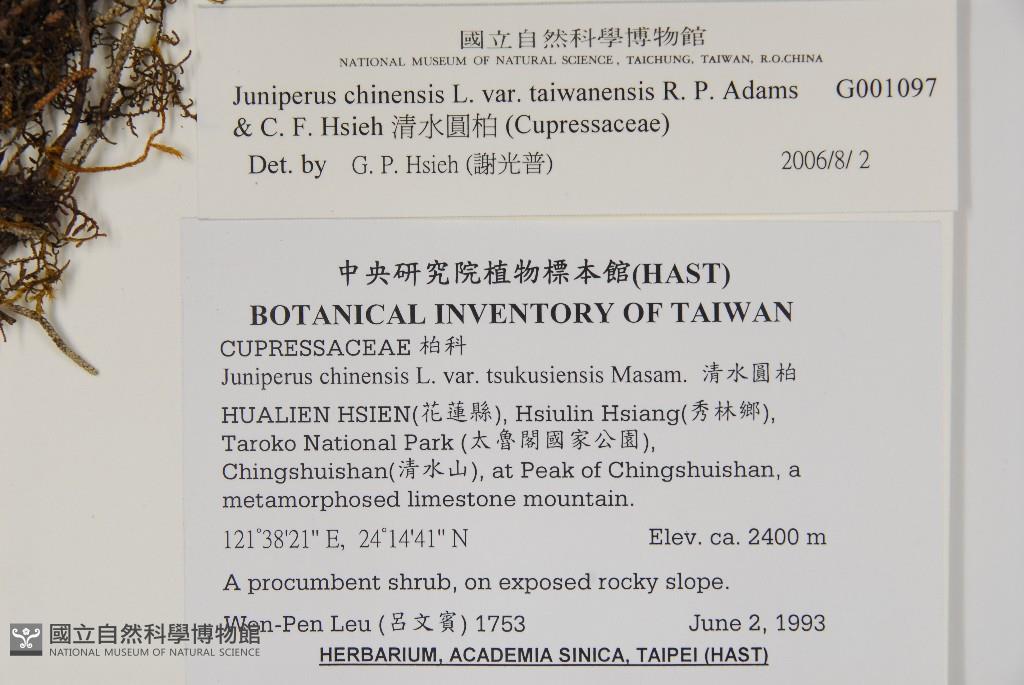 國立自然科學博物館
NATIONAL MUSEUM OF NATURAL SCIENCE, TAICHUNG, TAIWAN, R.O.CHINA
Juniperus chinensis L. var. taiwanensis R. P. Adams G001097
& C. F. Hsieh 清水圓柏 (Cupressaceae)
Det. by G. P. Hsieh (謝光普) 2006/8/ 2
中央研究院植物標本館(HAST)
BOTANICAL INVENTORY OF TAIWAN
CUPRESSACEAE 柏科
Juniperus chinensis L. var. tsukusiensis Masam. 清水圓柏
HUALIEN HSIEN(花蓮縣), Hsiulin Hsiang(秀林鄉),
Taroko National Park (太魯閣國家公園),
Chingshuishan(清水山), at Peak of Chingshuishan, a
metamorphosed limestone mountain.
121°38'21" E, 24°14'41" N Elev. ca. 2400 m
A procumbent shrub, on exposed rocky slope.
Wen-Pen Leu (呂文賓) 1753 June 2, 1993
HERBARIUM, ACADEMIA SINICA, TAIPEI (HAST)
國立自然科學博物館
NATIONAL MUSEUM OF NATURAL SCIENCE